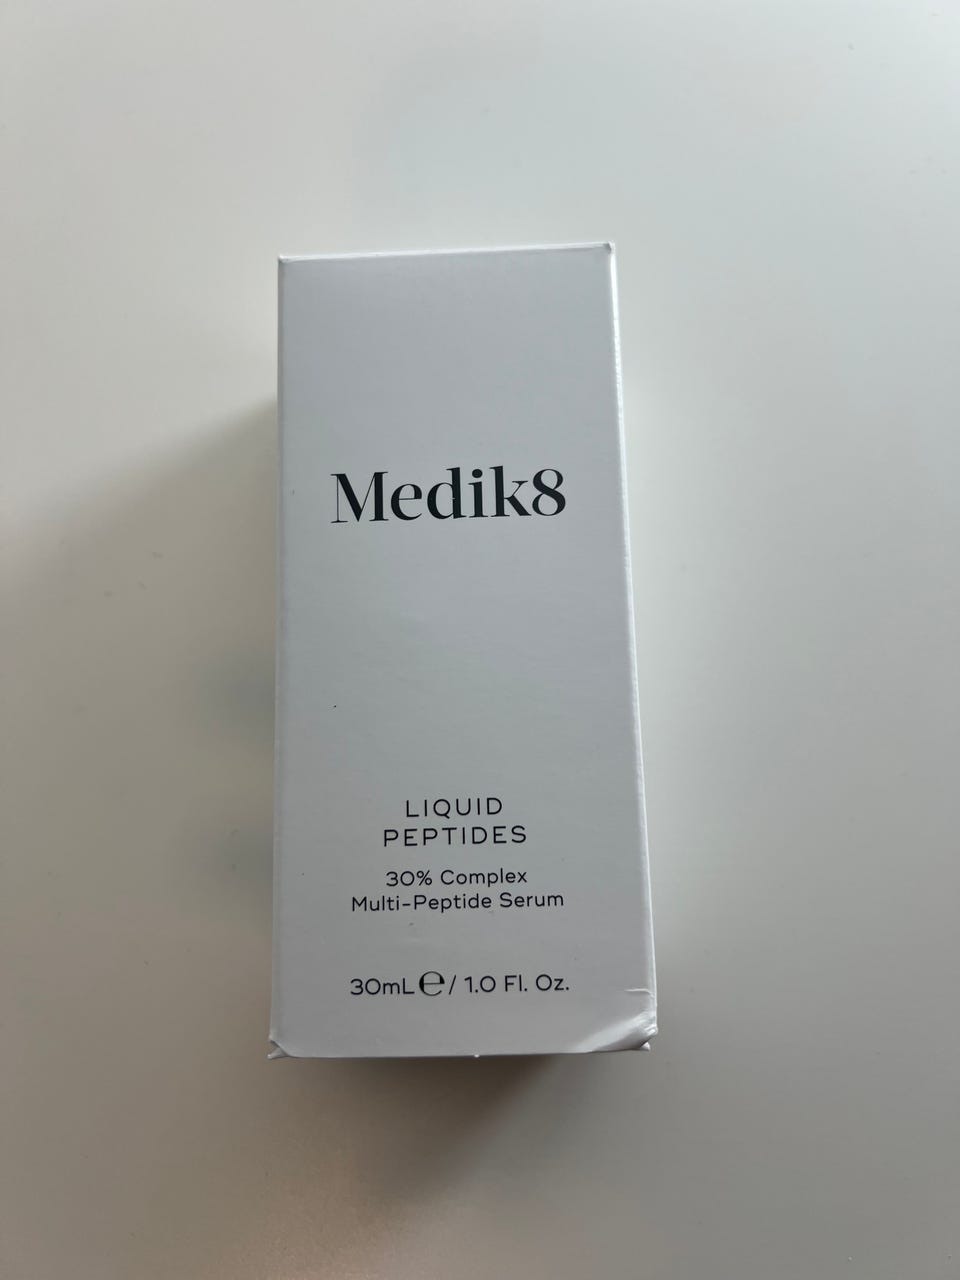 Medik8
LIQUID
PEPTIDES
30% Complex
Multi-Peptide Serum
30mL ℮ / 1.0 Fl. Oz.